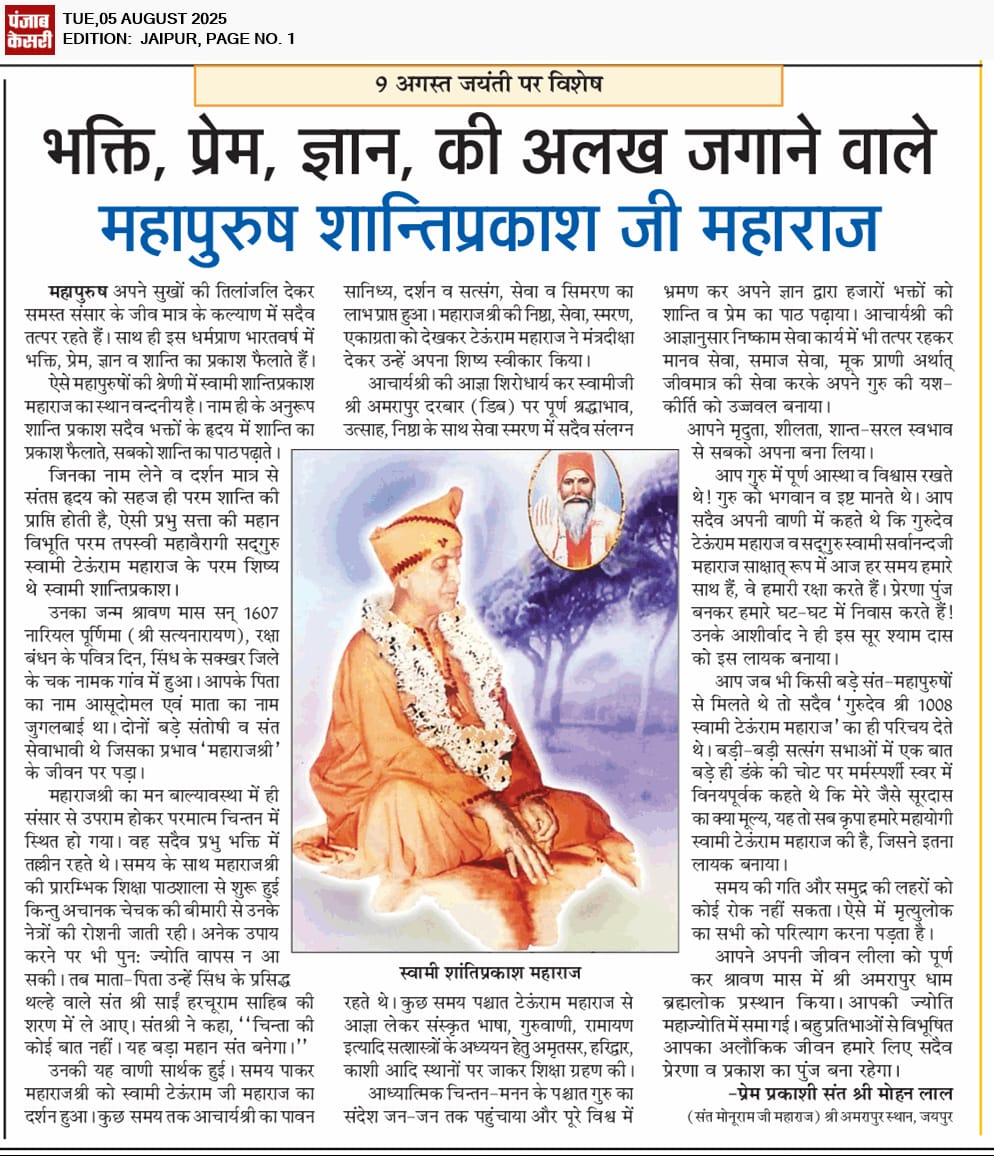 पंजाब
केसरी
TUE,05 AUGUST 2025
EDITION: JAIPUR, PAGE NO. 1
9 अगस्त जयंती पर विशेष
भक्ति, प्रेम, ज्ञान, की अलख जगाने वाले
महापुरुष शान्तिप्रकाश जी महाराज
महापुरुष अपने सुखों की तिलांजलि देकर
समस्त संसार के जीव मात्र के कल्याण में सदैव
तत्पर रहते हैं। साथ ही इस धर्मप्राण भारतवर्ष में
भक्ति, प्रेम, ज्ञान व शान्ति का प्रकाश फैलाते हैं।
ऐसे महापुरुषों की श्रेणी में स्वामी शान्तिप्रकाश
महाराज का स्थान वन्दनीय है। नाम ही के अनुरूप
शान्ति प्रकाश सदैव भक्तों के हृदय में शान्ति का
प्रकाश फैलाते, सबको शान्ति का पाठ पढ़ाते।
जिनका नाम लेने व दर्शन मात्र से
संतप्त हृदय को सहज ही परम शान्ति की
प्राप्ति होती है, ऐसी प्रभु सत्ता की महान
विभूति परम तपस्वी महावैरागी सद्‌गुरु
स्वामी टेऊंराम महाराज के परम शिष्य
थे स्वामी शान्तिप्रकाश।
उनका जन्म श्रावण मास सन् 1607
नारियल पूर्णिमा (श्री सत्यनारायण), रक्षा
बंधन के पवित्र दिन, सिंध के सक्खर जिले
के चक नामक गांव में हुआ। आपके पिता
का नाम आसूदोमल एवं माता का नाम
जुगलबाई था। दोनों बड़े संतोषी व संत
सेवाभावी थे जिसका प्रभाव ‘महाराजश्री’
के जीवन पर पड़ा।
महाराजश्री का मन बाल्यावस्था में ही
संसार से उपराम होकर परमात्म चिन्तन में
स्थित हो गया। वह सदैव प्रभु भक्ति में
तल्लीन रहते थे। समय के साथ महाराजश्री
की प्रारम्भिक शिक्षा पाठशाला से शुरू हुई
किन्तु अचानक चेचक की बीमारी से उनके
नेत्रों की रोशनी जाती रही। अनेक उपाय
करने पर भी पुन: ज्योति वापस न आ
सकी। तब माता-पिता उन्हें सिंध के प्रसिद्ध
थल्हे वाले संत श्री साईं हरचूराम साहिब की
शरण में ले आए। संतश्री ने कहा, ‘‘चिन्ता की
कोई बात नहीं। यह बड़ा महान संत बनेगा।’’
उनकी यह वाणी सार्थक हुई। समय पाकर
महाराजश्री को स्वामी टेऊंराम जी महाराज का
दर्शन हुआ। कुछ समय तक आचार्यश्री का पावन
सानिध्य, दर्शन व सत्संग, सेवा व सिमरण का
लाभ प्राप्त हुआ। महाराजश्री की निष्ठा, सेवा, स्मरण,
एकाग्रता को देखकर टेऊंराम महाराज ने मंत्रदीक्षा
देकर उन्हें अपना शिष्य स्वीकार किया।
आचार्यश्री की आज्ञा शिरोधार्य कर स्वामीजी
श्री अमरापुर दरबार (डिब) पर पूर्ण श्रद्धाभाव,
उत्साह, निष्ठा के साथ सेवा स्मरण में सदैव संलग्न
स्वामी शांतिप्रकाश महाराज
रहते थे। कुछ समय पश्चात टेऊंराम महाराज से
आज्ञा लेकर संस्कृत भाषा, गुरुवाणी, रामायण
इत्यादि सत्शास्त्रों के अध्ययन हेतु अमृतसर, हरिद्वार,
काशी आदि स्थानों पर जाकर शिक्षा ग्रहण की।
आध्यात्मिक चिन्तन-मनन के पश्चात गुरु का
संदेश जन-जन तक पहुंचाया और पूरे विश्व में
भ्रमण कर अपने ज्ञान द्वारा हजारों भक्तों को
शान्ति व प्रेम का पाठ पढ़ाया। आचार्यश्री की
आज्ञानुसार निष्काम सेवा कार्य में भी तत्पर रहकर
मानव सेवा, समाज सेवा, मूक प्राणी अर्थात्
जीवमात्र की सेवा करके अपने गुरु की यश-
कीर्ति को उज्जवल बनाया।
आपने मृदुता, शीलता, शान्त-सरल स्वभाव
से सबको अपना बना लिया।
आप गुरु में पूर्ण आस्था व विश्वास रखते
थे! गुरु को भगवान व इष्ट मानते थे। आप
सदैव अपनी वाणी में कहते थे कि गुरुदेव
टेऊंराम महाराज व सद्‌गुरु स्वामी सर्वानन्दजी
महाराज साक्षात् रूप में आज हर समय हमारे
साथ हैं, वे हमारी रक्षा करते हैं। प्रेरणा पुंज
बनकर हमारे घट-घट में निवास करते हैं!
उनके आशीर्वाद ने ही इस सूर श्याम दास
को इस लायक बनाया।
आप जब भी किसी बड़े संत-महापुरुषों
से मिलते थे तो सदैव ‘गुरुदेव श्री 1008
स्वामी टेऊंराम महाराज’ का ही परिचय देते
थे। बड़ी-बड़ी सत्संग सभाओं में एक बात
बड़े ही डंके की चोट पर मर्मस्पर्शी स्वर में
विनयपूर्वक कहते थे कि मेरे जैसे सूरदास
का क्या मूल्य, यह तो सब कृपा हमारे महायोगी
स्वामी टेऊंराम महाराज की है, जिसने इतना
लायक बनाया।
समय की गति और समुद्र की लहरों को
कोई रोक नहीं सकता। ऐसे में मृत्युलोक
का सभी को परित्याग करना पड़ता है।
आपने अपनी जीवन लीला को पूर्ण
कर श्रावण मास में श्री अमरापुर धाम
ब्रह्मलोक प्रस्थान किया। आपकी ज्योति
महाज्योति में समा गई। बहु प्रतिभाओं से विभूषित
आपका अलौकिक जीवन हमारे लिए सदैव
प्रेरणा व प्रकाश का पुंज बना रहेगा।
-प्रेम प्रकाशी संत श्री मोहन लाल
(संत मोनूराम जी महाराज) श्री अमरापुर स्थान, जयपुर